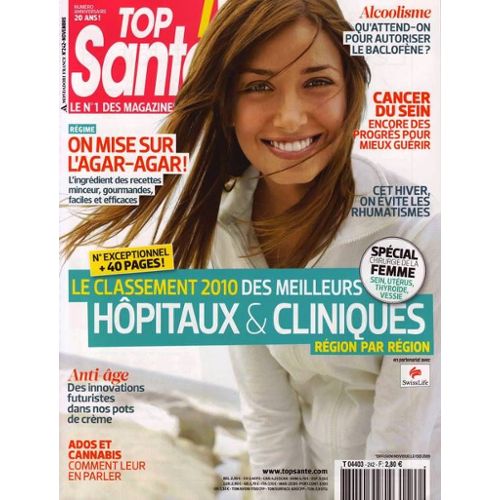 NUMÉRO
ANNIVERSAIRE
20 ANS !
TOP
Santé
LE N°1 DES MAGAZINES
MONDADORI FRANCE N°242-NOVEMBRE
Alcoolisme
QU'ATTEND-ON
POUR AUTORISER
LE BACLOFÈNE ?
CANCER
DU SEIN
ENCORE DES
PROGRÈS POUR
MIEUX GUÉRIR
RÉGIME
ON MISE SUR
L'AGAR-AGAR !
L'ingrédient des recettes
minceur, gourmandes,
faciles et efficaces
CET HIVER,
ON ÉVITE LES
RHUMATISMES
N° EXCEPTIONNEL
+ 40 PAGES !
SPÉCIAL
CHIRURGIE DE LA
FEMME
SEIN, UTÉRUS,
THYROÏDE,
VESSIE
LE CLASSEMENT 2010 DES MEILLEURS
HÔPITAUX & CLINIQUES
RÉGION PAR RÉGION
en partenariat avec
SwissLife
Anti-âge
Des innovations
futuristes
dans nos pots
de crème
ADOS ET
CANNABIS
COMMENT LEUR
EN PARLER
www.topsante.com
T 04403 - 242 - F: 2,80 €